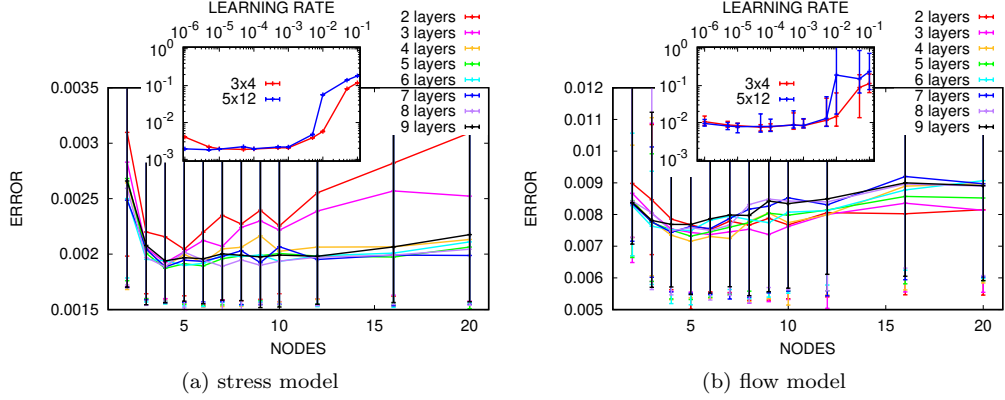 LEARNING RATE
10^-6 10^-5 10^-4 10^-3 10^-2 10^-1
2 layers
3 layers
4 layers
5 layers
6 layers
7 layers
8 layers
9 layers
10^0
10^-1
10^-2
10^-3
3x4
5x12
0.0035
0.003
0.0025
0.002
0.0015
ERROR
5 10 15 20
NODES
(a) stress model
LEARNING RATE
10^-6 10^-5 10^-4 10^-3 10^-2 10^-1
2 layers
3 layers
4 layers
5 layers
6 layers
7 layers
8 layers
9 layers
10^0
10^-1
10^-2
10^-3
3x4
5x12
0.012
0.011
0.01
0.009
0.008
0.007
0.006
0.005
ERROR
5 10 15 20
NODES
(b) flow model